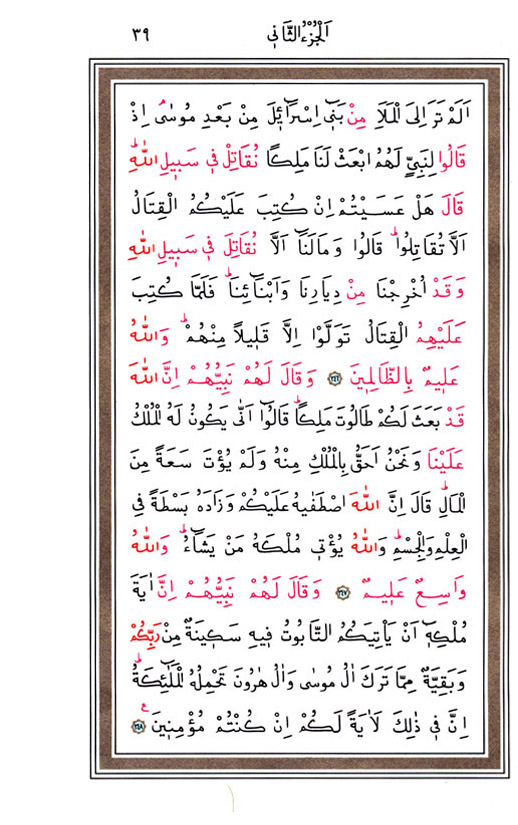 اَلْجُزْءُ الثَّانٖي ٣٩
اَلَمْ تَرَ اِلَى الْمَلَاِ مِنْ بَنٖٓي اِسْرَٓائٖلَ مِنْ بَعْدِ مُوسٰىۘ اِذْ
قَالُوا لِنَبِيٍّ لَهُمُ ابْعَثْ لَنَا مَلِكًا نُقَاتِلْ فٖي سَبٖيلِ اللّٰهِۜ
قَالَ هَلْ عَسَيْتُمْ اِنْ كُتِبَ عَلَيْكُمُ الْقِتَالُ
اَلَّا تُقَاتِلُواۜ قَالُوا وَمَا لَنَٓا اَلَّا نُقَاتِلَ فٖي سَبٖيلِ اللّٰهِ
وَقَدْ اُخْرِجْنَا مِنْ دِيَارِنَا وَاَبْنَٓائِنَاۜ فَلَمَّا كُتِبَ
عَلَيْهِمُ الْقِتَالُ تَوَلَّوْا اِلَّا قَلٖيلًا مِنْهُمْۜ وَاللّٰهُ
عَلٖيمٌ بِالظَّالِمٖينَ ﴿٢٤٦﴾ وَقَالَ لَهُمْ نَبِيُّهُمْ اِنَّ اللّٰهَ
قَدْ بَعَثَ لَكُمْ طَالُوتَ مَلِكًاۜ قَالُٓوا اَنّٰى يَكُونُ لَهُ الْمُلْكُ
عَلَيْنَا وَنَحْنُ اَحَقُّ بِالْمُلْكِ مِنْهُ وَلَمْ يُؤْتَ سَعَةً مِنَ
الْمَالِۜ قَالَ اِنَّ اللّٰهَ اصْطَفٰيهُ عَلَيْكُمْ وَزَادَهُ بَسْطَةً فِي
الْعِلْمِ وَالْجِسْمِۜ وَاللّٰهُ يُؤْتٖي مُلْكَهُ مَنْ يَشَٓاءُۜ وَاللّٰهُ
وَاسِعٌ عَلٖيمٌ ﴿٢٤٧﴾ وَقَالَ لَهُمْ نَبِيُّهُمْ اِنَّ اٰيَةَ
مُلْكِهٖٓ اَنْ يَأْتِيَكُمُ التَّابُوتُ فٖيهِ سَكٖينَةٌ مِنْ رَبِّكُمْ
وَبَقِيَّةٌ مِمَّا تَرَكَ اٰلُ مُوسٰى وَاٰلُ هٰرُونَ تَحْمِلُهُ الْمَلٰٓئِكَةُۜ
اِنَّ فٖي ذٰلِكَ لَاٰيَةً لَكُمْ اِنْ كُنْتُمْ مُؤْمِنٖينَ ﴿٢٤٨﴾ ع